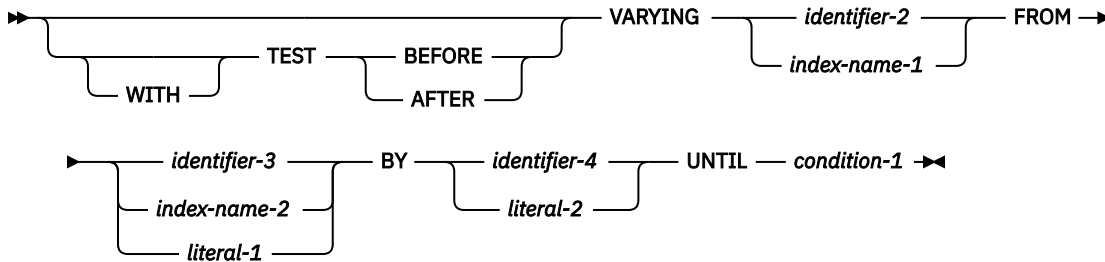 VARYING identifier-2 FROM
TEST BEFORE index-name-1
WITH AFTER
identifier-3 BY identifier-4 UNTIL condition-1
index-name-2 literal-2
literal-1